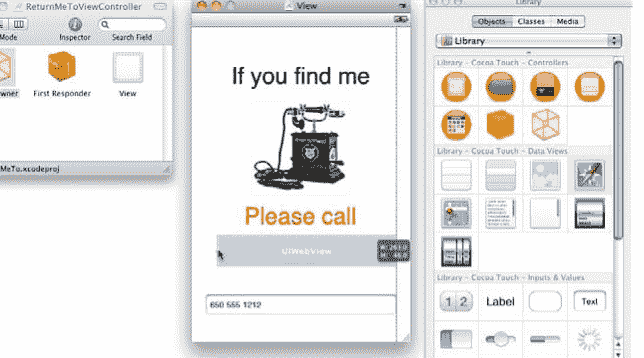 ReturnMeToViewController
Mode
Inspector
Search Field
wner
First Responder
View
MeTo.xcodeproj
View
If you find me
Please call
UIWebView
650 555 1212
Library
Objects
Classes
Media
Library
Library – Cocoa Touch – Controllers
Library – Cocoa Touch – Data Views
Library – Cocoa Touch – Inputs & Values
1 2
Label
Text